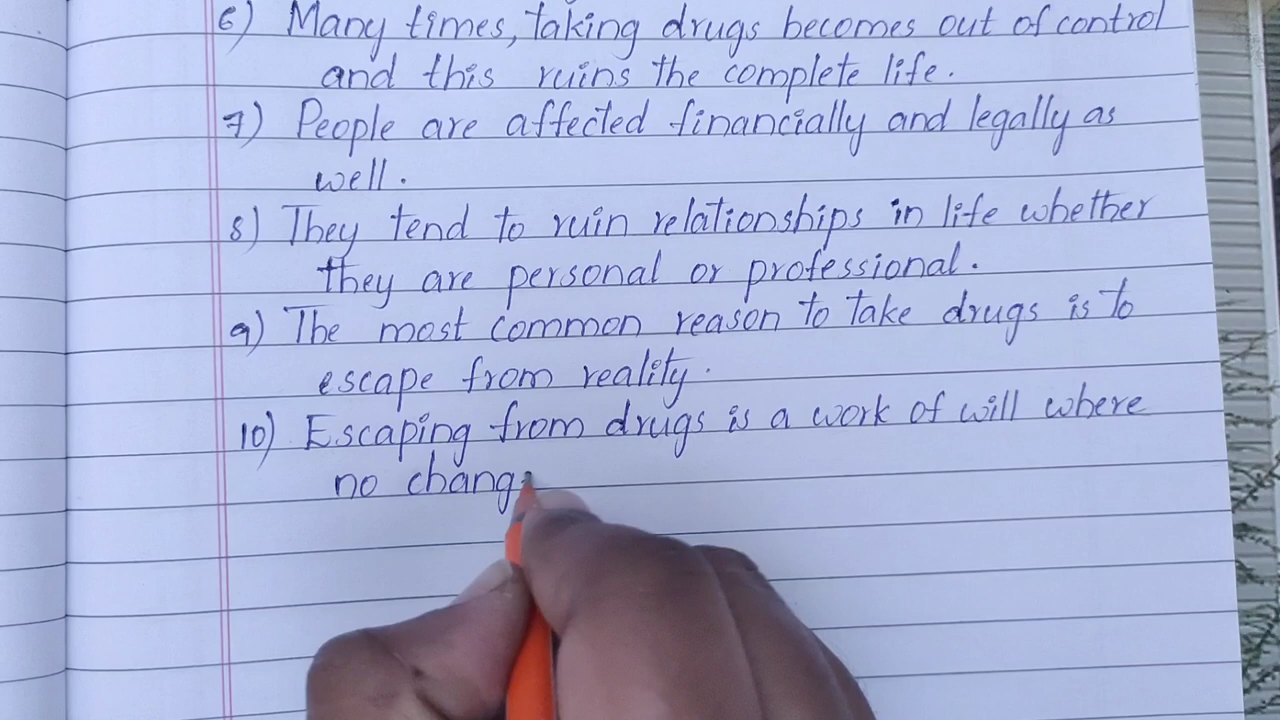 6) Many times, taking drugs becomes out of control
and this ruins the complete life.
7) People are affected financially and legally as
well.
8) They tend to ruin relationships in life whether
they are personal or professional.
9) The most common reason to take drugs is to
escape from reality.
10) Escaping from drugs is a work of will where
no chang